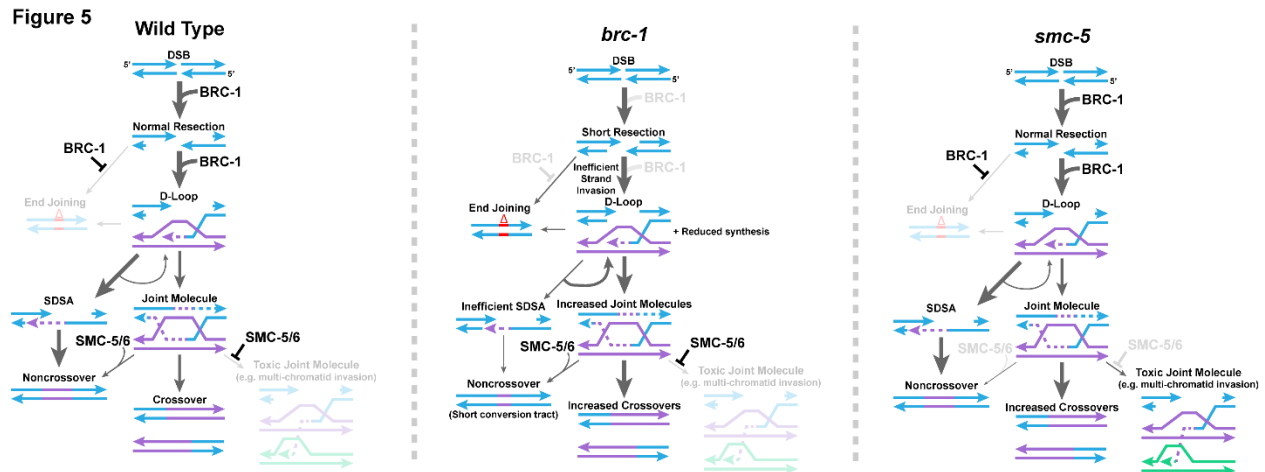 Figure 5
Wild Type
DSB
5'
5'
BRC-1
Normal Resection
BRC-1
BRC-1
D-Loop
End Joining
SDSA
Joint Molecule
SMC-5/6
SMC-5/6
Toxic Joint Molecule
(e.g. multi-chromatid invasion)
Noncrossover
Crossover
brc-1
DSB
5'
5'
BRC-1
Short Resection
BRC-1
BRC-1
Inefficient
Strand
Invasion
D-Loop
End Joining
+ Reduced synthesis
Inefficient SDSA
Increased Joint Molecules
SMC-5/6
SMC-5/6
Toxic Joint Molecule
(e.g. multi-chromatid invasion)
Noncrossover
(Short conversion tract)
Increased Crossovers
smc-5
DSB
5'
5'
BRC-1
Normal Resection
BRC-1
BRC-1
D-Loop
End Joining
SDSA
Joint Molecule
SMC-5/6
SMC-5/6
Toxic Joint Molecule
(e.g. multi-chromatid invasion)
Noncrossover
Increased Crossovers